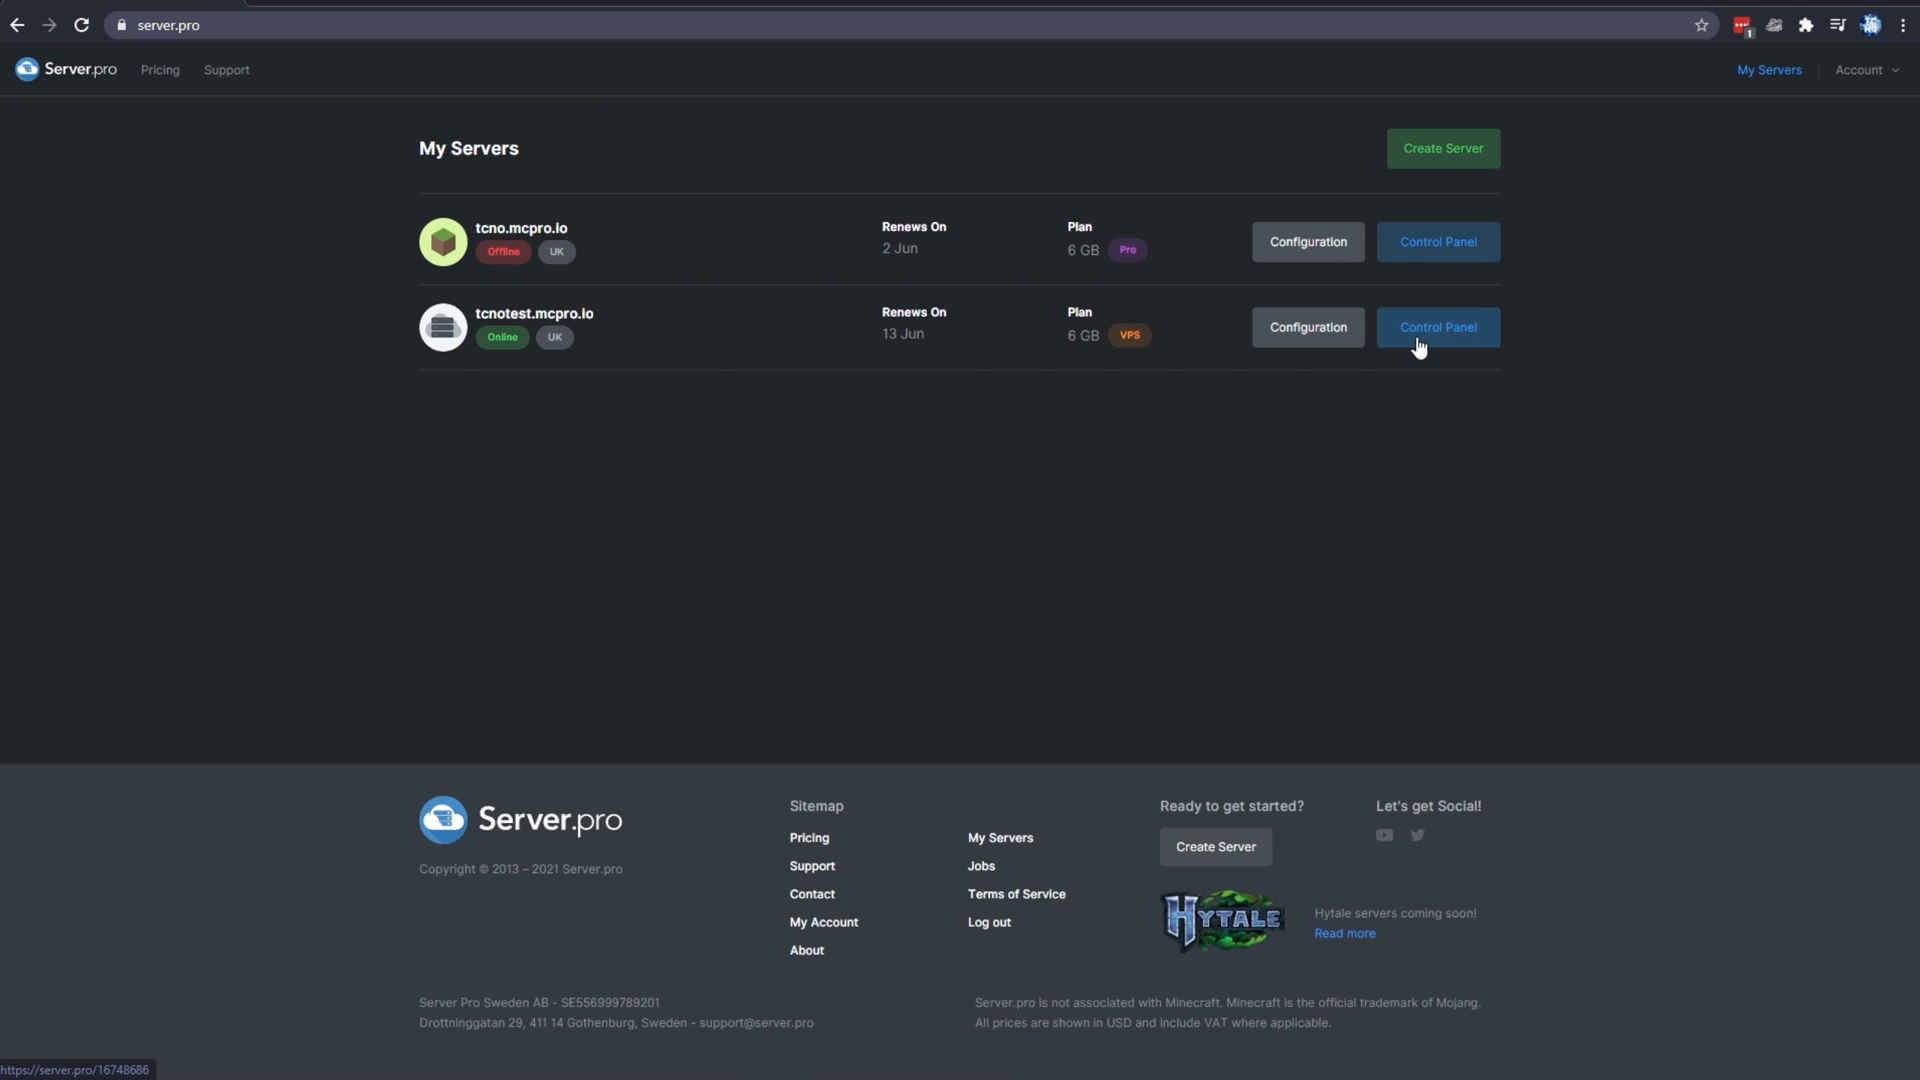 server.pro
1
Server.pro
Pricing
Support
My Servers
Account
My Servers
Create Server
tcno.mcpro.io
Offline
UK
Renews On
2 Jun
Plan
6 GB
Pro
Configuration
Control Panel
tcnotest.mcpro.io
Online
UK
Renews On
13 Jun
Plan
6 GB
VPS
Configuration
Control Panel
Server.pro
Copyright © 2013 – 2021 Server.pro
Sitemap
Pricing
Support
Contact
My Account
About
My Servers
Jobs
Terms of Service
Log out
Ready to get started?
Create Server
Let's get Social!
HYTALE
Hytale servers coming soon!
Read more
Server Pro Sweden AB - SE556999789201
Drottninggatan 29, 411 14 Gothenburg, Sweden - support@server.pro
Server.pro is not associated with Minecraft. Minecraft is the official trademark of Mojang.
All prices are shown in USD and include VAT where applicable.
https://server.pro/16748686